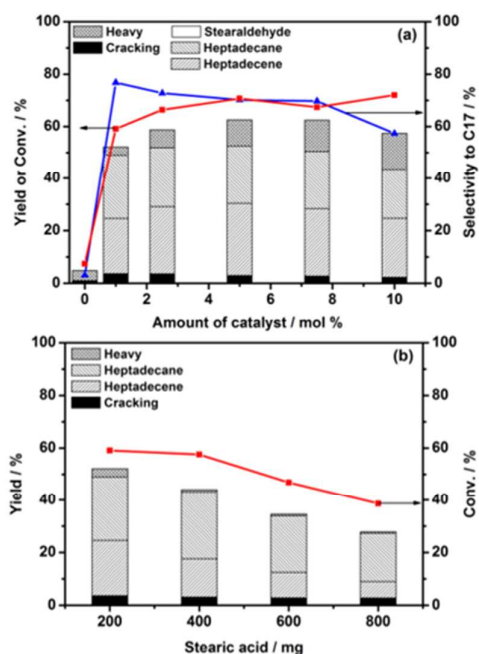 100
80
60
40
20
0
Yield or Conv. / %
Heavy
Cracking
Stearaldehyde
Heptadecane
Heptadecene
(a)
100
80
60
40
20
0
Selectivity to C17 / %
0 2 4 6 8 10
Amount of catalyst / mol %
100
80
60
40
20
0
Yield / %
Heavy
Heptadecane
Heptadecene
Cracking
(b)
100
80
60
40
20
0
Conv. / %
200 400 600 800
Stearic acid / mg